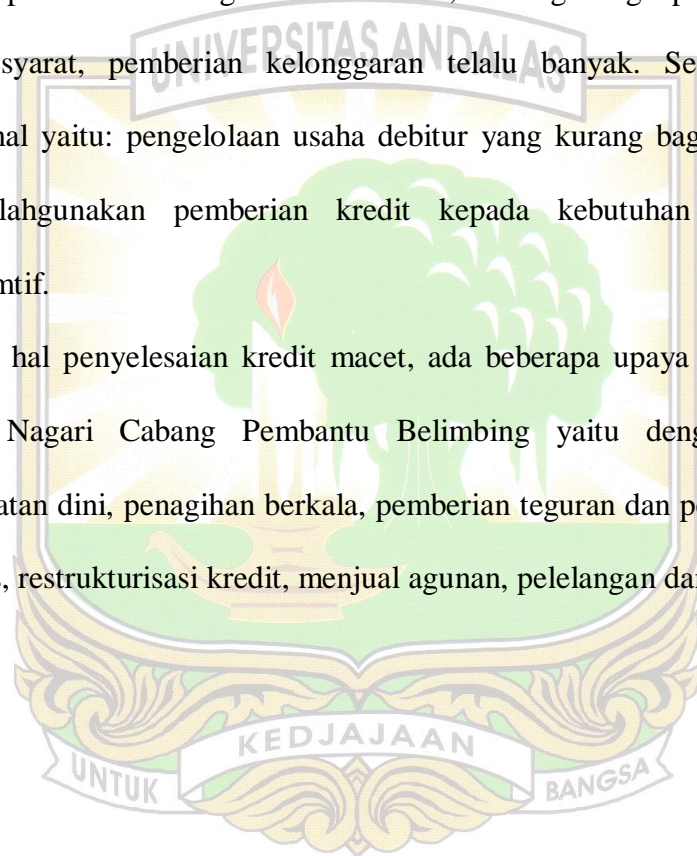 UNIVERSITAS ANDALAS
syarat, pemberian kelonggaran telalu banyak. Se
nal yaitu: pengelolaan usaha debitur yang kurang bag
lahgunakan pemberian kredit kepada kebutuhan
mtif.
hal penyelesaian kredit macet, ada beberapa upaya
Nagari Cabang Pembantu Belimbing yaitu deng
atan dini, penagihan berkala, pemberian teguran dan pe
, restrukturisasi kredit, menjual agunan, pelelangan dan
UNTUK KEDJAJAAN BANGSA